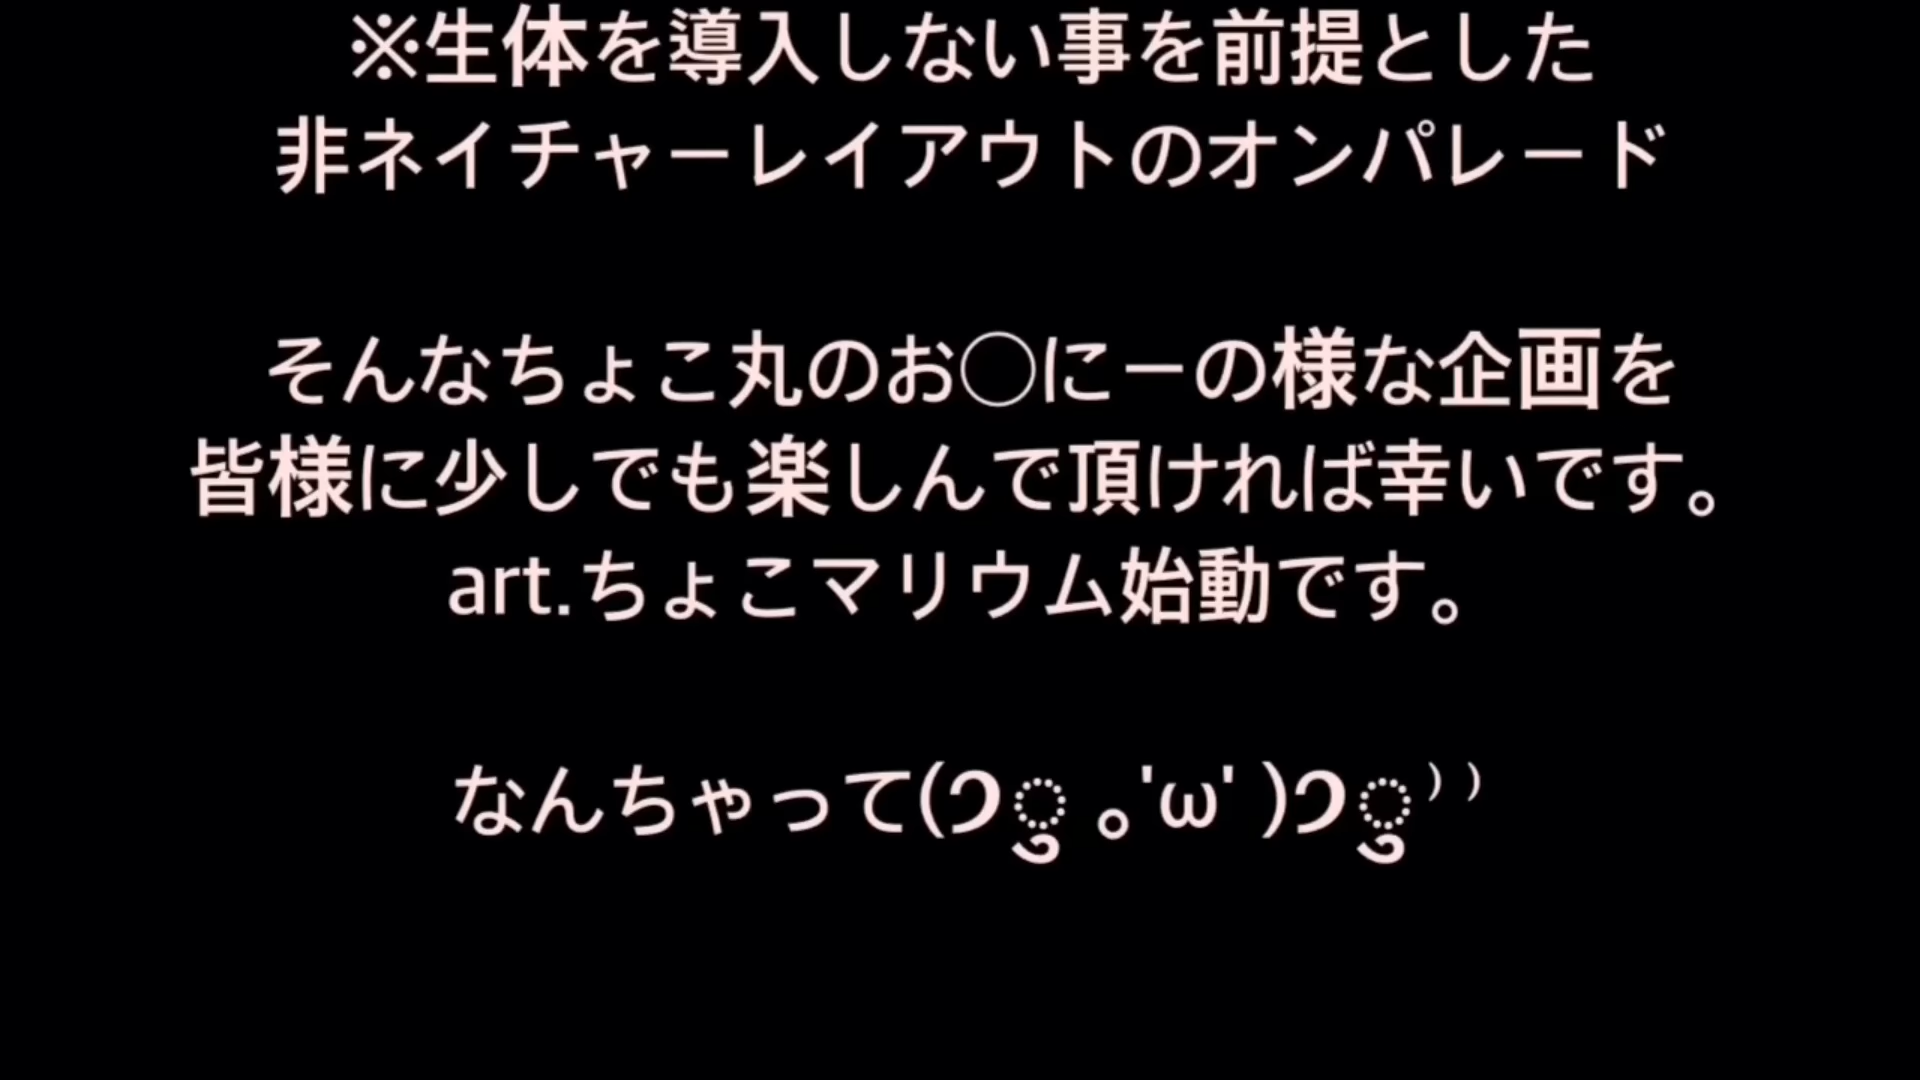 ※生体を導入しない事を前提とした
非ネイチャーレイアウトのオンパレード
そんなちょこ丸のお◯にーの様な企画を
皆様に少しでも楽しんで頂ければ幸いです。
art.ちょこマリウム始動です。
なんちゃって(੭ु ｡'ω' )੭ु⁾⁾